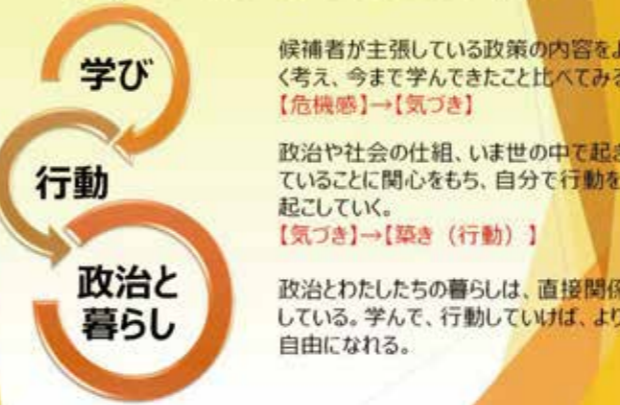 学び
候補者が主張している政策の内容をよ
く考え、今まで学んできたこと比べてみる
【危機感】→【気づき】
行動
政治や社会の仕組、いま世の中で起き
ていることに関心をもち、自分で行動を
起こしていく。
【気づき】→【築き（行動）】
政治と
暮らし
政治とわたしたちの暮らしは、直接関係
している。学んで、行動していけば、より
自由になれる。